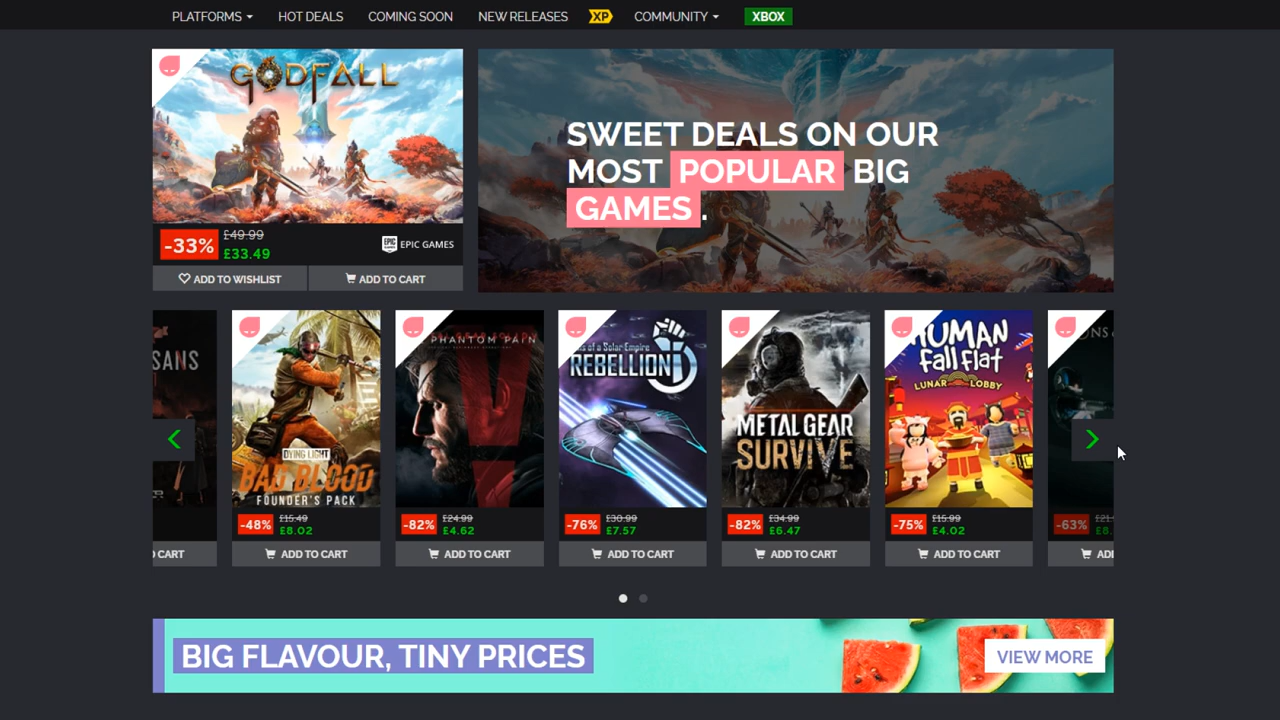 PLATFORMS
HOT DEALS
COMING SOON
NEW RELEASES
XP
COMMUNITY
XBOX
GODFALL
-33%
£49.99
£33.49
EPIC GAMES
ADD TO WISHLIST
ADD TO CART
SWEET DEALS ON OUR
MOST POPULAR BIG
GAMES .
SANS
CART
DYING LIGHT
BAD BLOOD
FOUNDER'S PACK
-48%
£15.49
£8.02
ADD TO CART
PHANTOM PAIN
-82%
£24.99
£4.62
ADD TO CART
of a Solar Empire
REBELLION
-76%
£30.99
£7.57
ADD TO CART
METAL GEAR
SURVIVE
-82%
£34.99
£6.47
ADD TO CART
HUMAN
fall flat
LUNAR LOBBY
-75%
£15.99
£4.02
ADD TO CART
-63%
BIG FLAVOUR, TINY PRICES
VIEW MORE